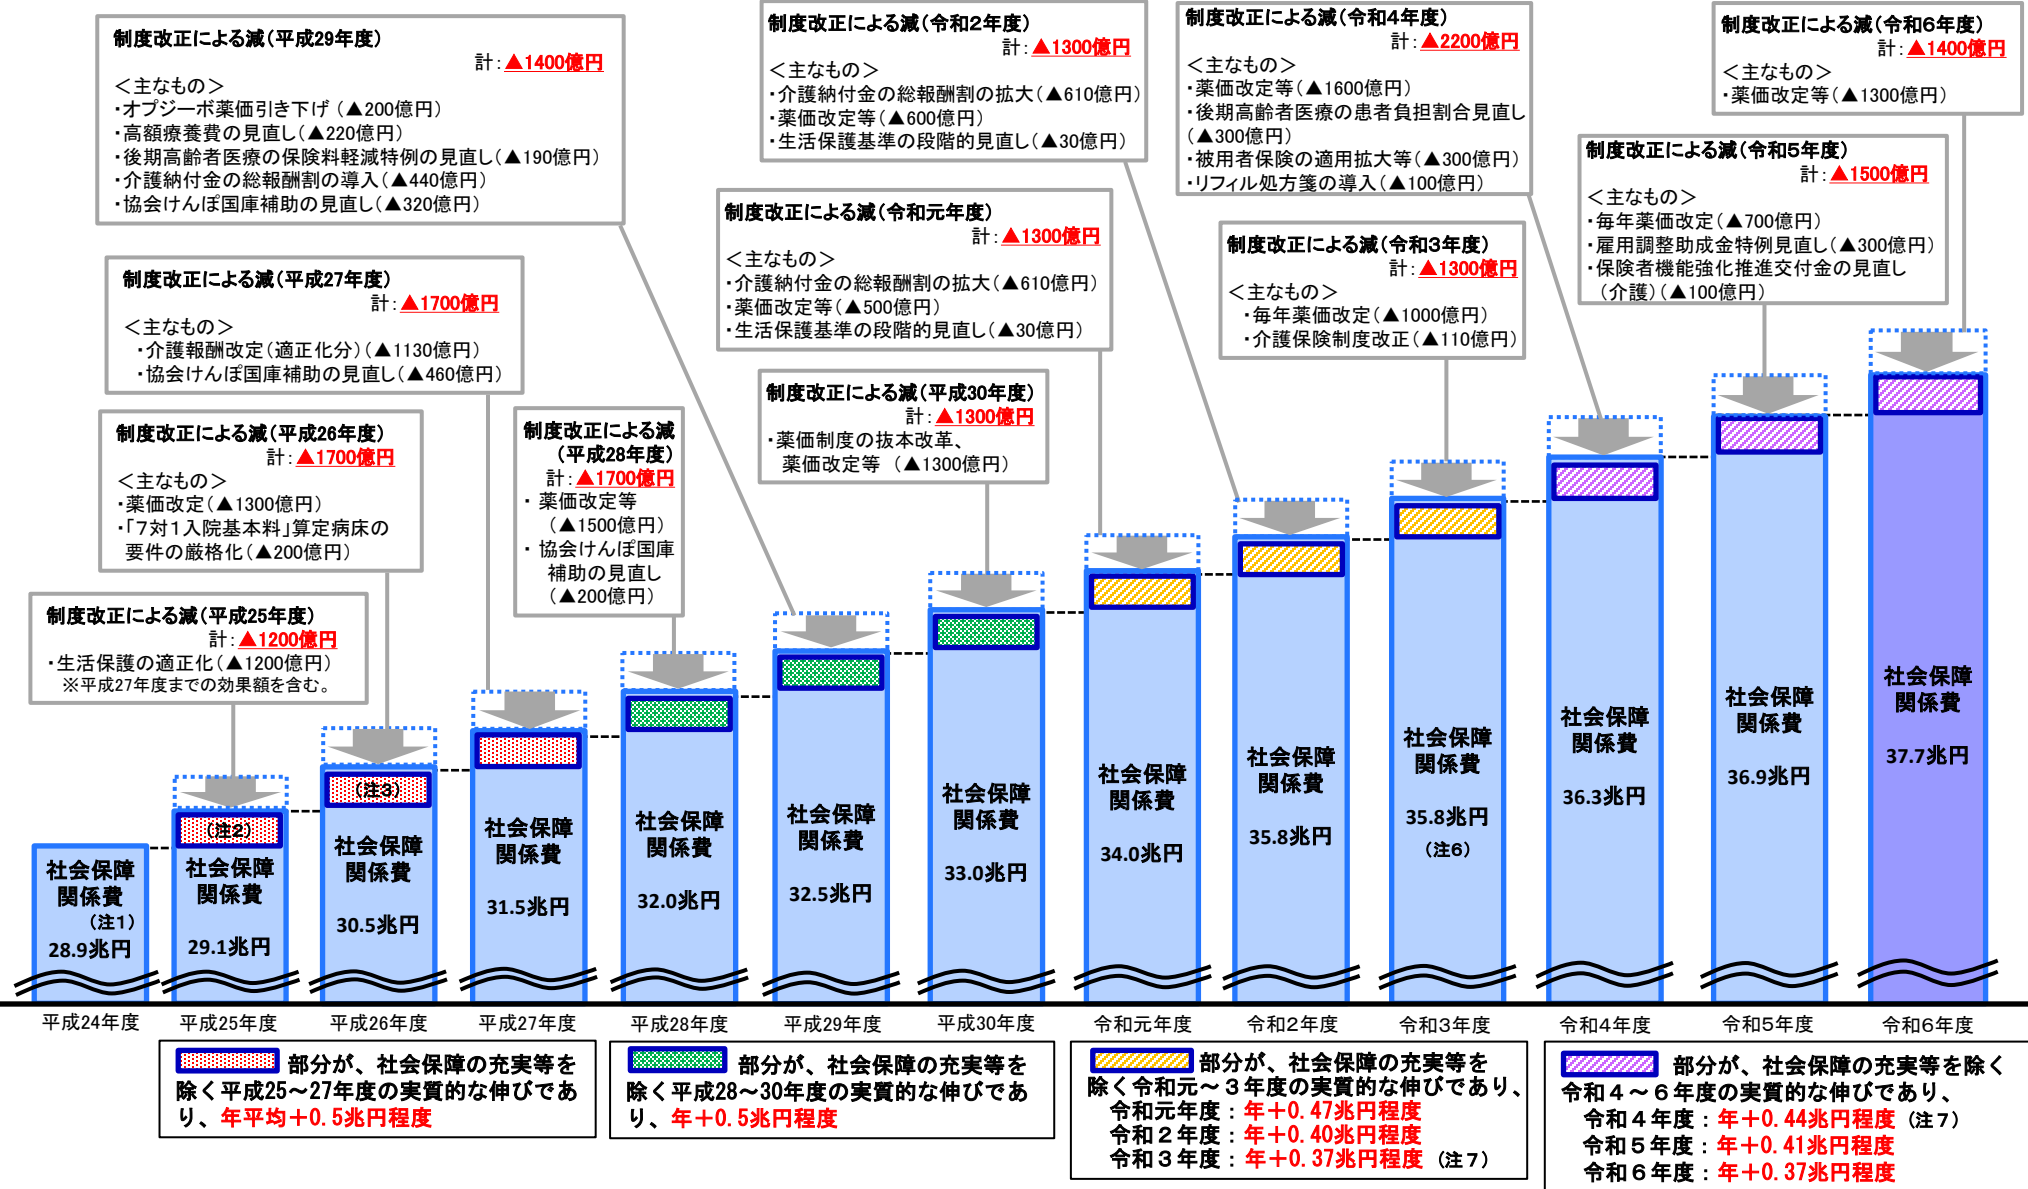 制度改正による減(平成29年度)
計:▲1400億円
<主なもの>
・オプジーボ薬価引き下げ (▲200億円)
・高額療養費の見直し(▲220億円)
・後期高齢者医療の保険料軽減特例の見直し(▲190億円)
・介護納付金の総報酬割の導入(▲440億円)
・協会けんぽ国庫補助の見直し(▲320億円)
制度改正による減(令和2年度)
計:▲1300億円
<主なもの>
・介護納付金の総報酬割の拡大(▲610億円)
・薬価改定等(▲600億円)
・生活保護基準の段階的見直し(▲30億円)
制度改正による減(令和4年度)
計:▲2200億円
<主なもの>
・薬価改定等(▲1600億円)
・後期高齢者医療の患者負担割合見直し
(▲300億円)
・被用者保険の適用拡大等(▲300億円)
・リフィル処方箋の導入(▲100億円)
制度改正による減(令和6年度)
計:▲1400億円
<主なもの>
・薬価改定等(▲1300億円)
制度改正による減(令和5年度)
計:▲1500億円
<主なもの>
・毎年薬価改定(▲700億円)
・雇用調整助成金特例見直し(▲300億円)
・保険者機能強化推進交付金の見直し
(介護)(▲100億円)
制度改正による減(令和元年度)
計:▲1300億円
<主なもの>
・介護納付金の総報酬割の拡大(▲610億円)
・薬価改定等(▲500億円)
・生活保護基準の段階的見直し(▲30億円)
制度改正による減(令和3年度)
計:▲1300億円
<主なもの>
・毎年薬価改定(▲1000億円)
・介護保険制度改正(▲110億円)
制度改正による減(平成27年度)
計:▲1700億円
<主なもの>
・介護報酬改定(適正化分)(▲1130億円)
・協会けんぽ国庫補助の見直し(▲460億円)
制度改正による減(平成30年度)
計:▲1300億円
・薬価制度の抜本改革、
薬価改定等 (▲1300億円)
制度改正による減(平成26年度)
計:▲1700億円
<主なもの>
・薬価改定(▲1300億円)
・「7対1入院基本料」算定病床の
要件の厳格化(▲200億円)
制度改正による減
(平成28年度)
計:▲1700億円
・ 薬価改定等
(▲1500億円)
・ 協会けんぽ国庫
補助の見直し
(▲200億円)
制度改正による減(平成25年度)
計:▲1200億円
・生活保護の適正化(▲1200億円)
※平成27年度までの効果額を含む。
社会保障
関係費
(注1)
28.9兆円
(注2)
社会保障
関係費
29.1兆円
(注3)
社会保障
関係費
30.5兆円
社会保障
関係費
31.5兆円
社会保障
関係費
32.0兆円
社会保障
関係費
32.5兆円
社会保障
関係費
33.0兆円
社会保障
関係費
34.0兆円
社会保障
関係費
35.8兆円
社会保障
関係費
35.8兆円
(注6)
社会保障
関係費
36.3兆円
社会保障
関係費
36.9兆円
社会保障
関係費
37.7兆円
平成24年度 平成25年度 平成26年度 平成27年度 平成28年度 平成29年度 平成30年度 令和元年度 令和2年度 令和3年度 令和4年度 令和5年度 令和6年度
部分が、社会保障の充実等を
除く平成25~27年度の実質的な伸びであ
り、年平均+0.5兆円程度
部分が、社会保障の充実等を
除く平成28~30年度の実質的な伸びであ
り、年+0.5兆円程度
部分が、社会保障の充実等を
除く令和元~3年度の実質的な伸びであり、
令和元年度:年+0.47兆円程度
令和2年度:年+0.40兆円程度
令和3年度:年+0.37兆円程度 (注7)
部分が、社会保障の充実等を除く
令和4~6年度の実質的な伸びであり、
令和4年度:年+0.44兆円程度 (注7)
令和5年度:年+0.41兆円程度
令和6年度:年+0.37兆円程度